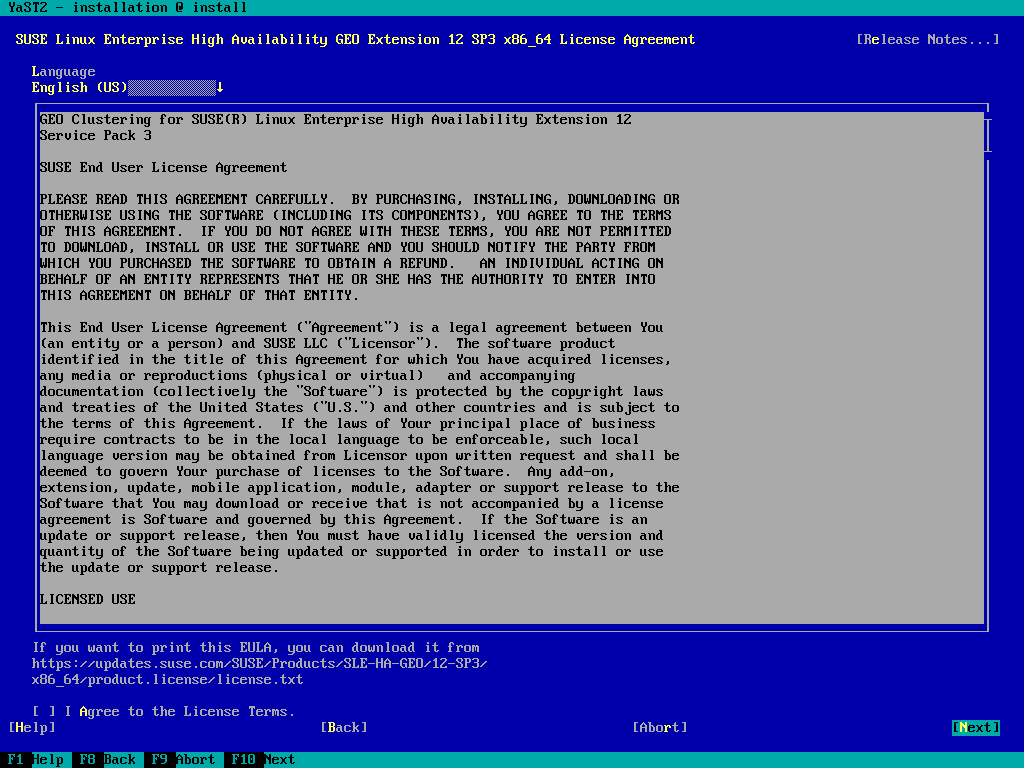 YaST2 - installation @ install
SUSE Linux Enterprise High Availability GEO Extension 12 SP3 x86_64 License Agreement [Release Notes...]
Language
English (US)↓
GEO Clustering for SUSE(R) Linux Enterprise High Availability Extension 12
Service Pack 3
SUSE End User License Agreement
PLEASE READ THIS AGREEMENT CAREFULLY.  BY PURCHASING, INSTALLING, DOWNLOADING OR
OTHERWISE USING THE SOFTWARE (INCLUDING ITS COMPONENTS), YOU AGREE TO THE TERMS
OF THIS AGREEMENT.  IF YOU DO NOT AGREE WITH THESE TERMS, YOU ARE NOT PERMITTED
TO DOWNLOAD, INSTALL OR USE THE SOFTWARE AND YOU SHOULD NOTIFY THE PARTY FROM
WHICH YOU PURCHASED THE SOFTWARE TO OBTAIN A REFUND.   AN INDIVIDUAL ACTING ON
BEHALF OF AN ENTITY REPRESENTS THAT HE OR SHE HAS THE AUTHORITY TO ENTER INTO
THIS AGREEMENT ON BEHALF OF THAT ENTITY.
This End User License Agreement ("Agreement") is a legal agreement between You
(an entity or a person) and SUSE LLC ("Licensor").  The software product
identified in the title of this Agreement for which You have acquired licenses,
any media or reproductions (physical or virtual)   and accompanying
documentation (collectively the "Software") is protected by the copyright laws
and treaties of the United States ("U.S.") and other countries and is subject to
the terms of this Agreement.  If the laws of Your principal place of business
require contracts to be in the local language to be enforceable, such local
language version may be obtained from Licensor upon written request and shall be
deemed to govern Your purchase of licenses to the Software.  Any add-on,
extension, update, mobile application, module, adapter or support release to the
Software that You may download or receive that is not accompanied by a license
agreement is Software and governed by this Agreement.  If the Software is an
update or support release, then You must have validly licensed the version and
quantity of the Software being updated or supported in order to install or use
the update or support release.
LICENSED USE
If you want to print this EULA, you can download it from
https://updates.suse.com/SUSE/Products/SLE-HA-GEO/12-SP3/
x86_64/product.license/license.txt
[ ] I Agree to the License Terms.
[Help] [Back] [Abort] [Next]
F1 Help F8 Back F9 Abort F10 Next